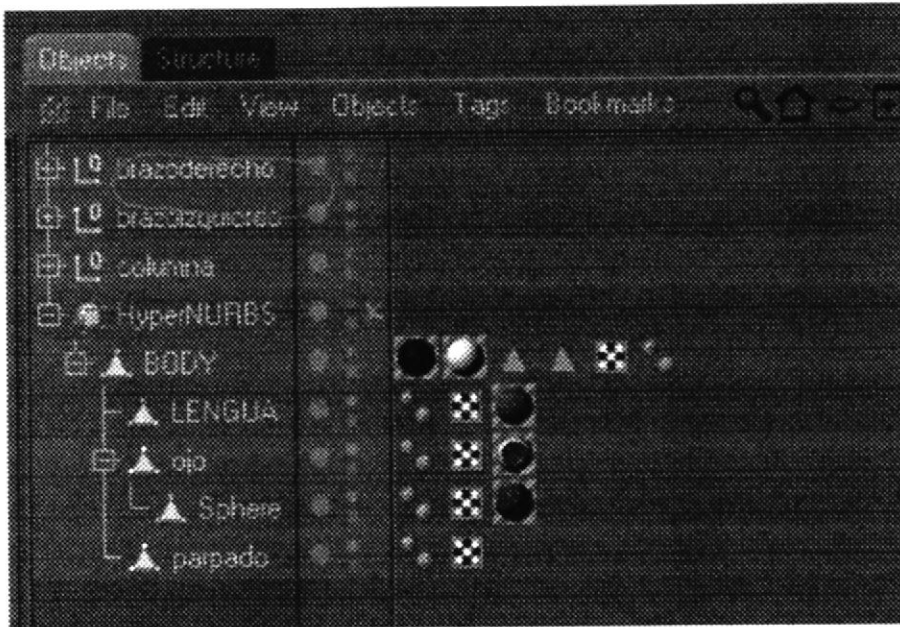 Objects Structure
File Edit View Objects Tags Bookmarks
brazoderecho
brazoizquierdo
columna
HyperNURBS
BODY
LENGUA
ojo
Sphere
parpado